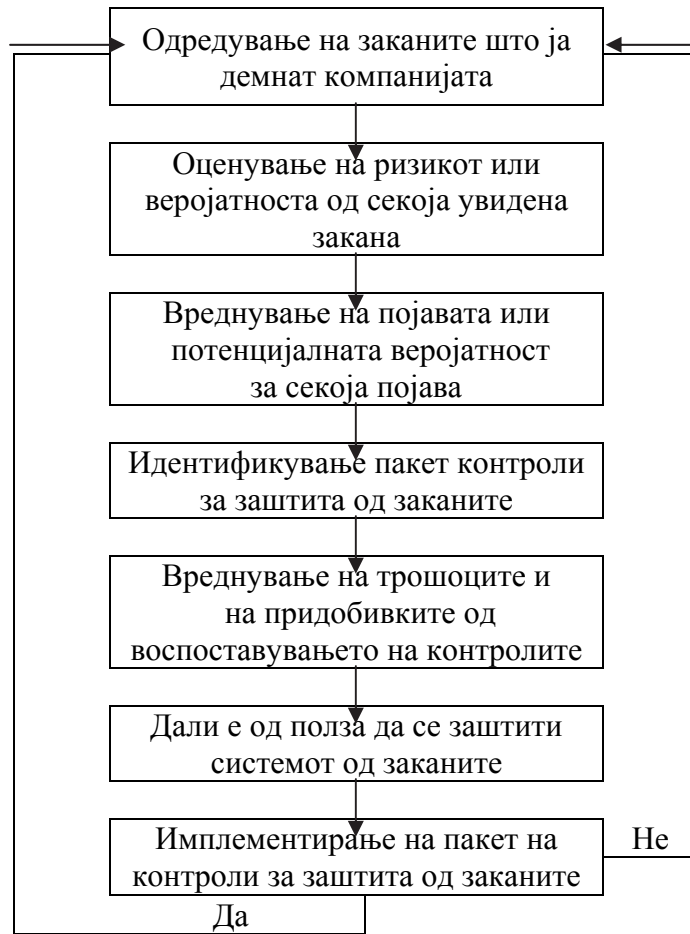 Одредување на заканите што ја
демнат компанијата
Оценување на ризикот или
веројатноста од секоја увидена
закана
Вреднување на појавата или
потенцијалната веројатност
за секоја појава
Идентификување пакет контроли
за заштита од заканите
Вреднување на трошоците и
на придобивките од
воспоставувањето на контролите
Дали е од полза да се заштити
системот од заканите
Имплементирање на пакет на
контроли за заштита од заканите
Не
Да